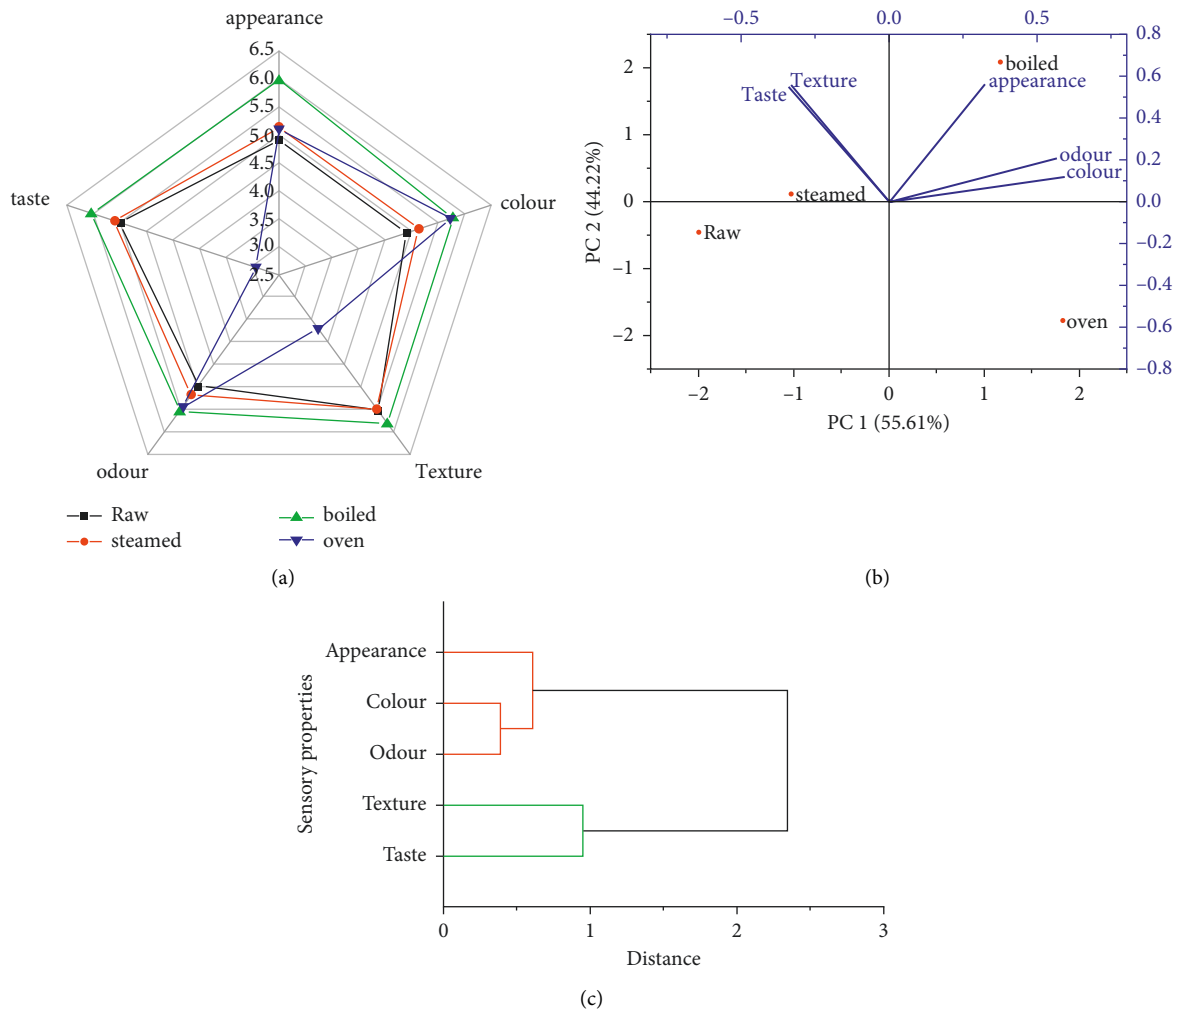 appearance
6.5
6.0
5.5
5.0
4.5
4.0
3.5
3.0
2.5
taste
colour
odour
Texture
Raw
boiled
steamed
oven
(a)
−0.5 0.0 0.5
0.8
0.6
0.4
0.2
0.0
−0.2
−0.4
−0.6
−0.8
2
1
0
−1
−2
PC 2 (44.22%)
boiled
appearance
Texture
Taste
odour
colour
steamed
Raw
oven
−2 −1 0 1 2
PC 1 (55.61%)
(b)
Sensory properties
Appearance
Colour
Odour
Texture
Taste
0 1 2 3
Distance
(c)